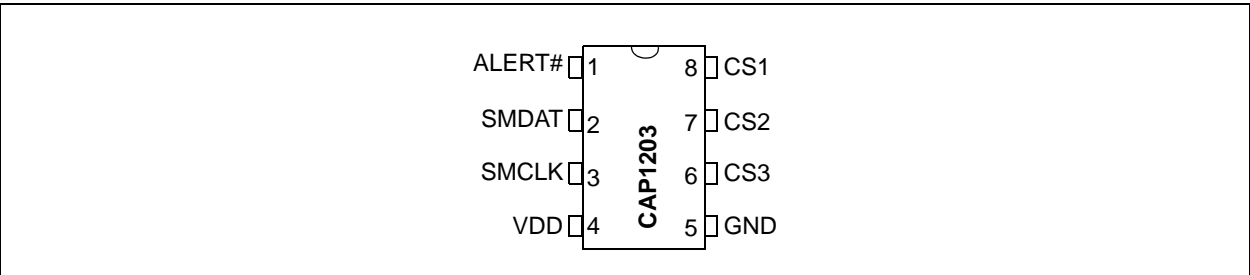 ALERT# 1 8 CS1
SMDAT 2 7 CS2
SMCLK 3 6 CS3
VDD 4 5 GND
CAP1203